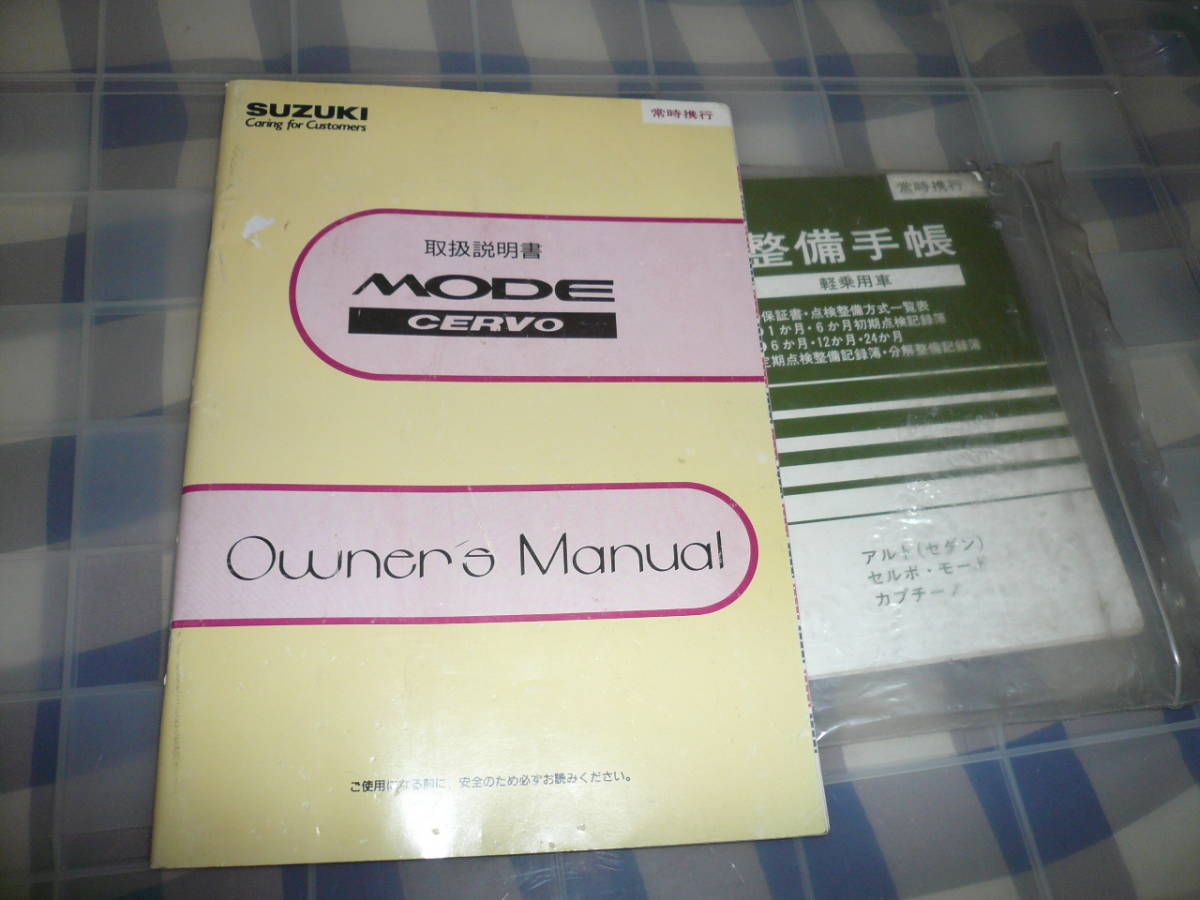 SUZUKI
Caring for Customers
常時携行
取扱説明書
MODE
CERVO
Owner's Manual
ご使用になる前に、安全のため必ずお読みください。
常時携行
整備手帳
軽乗用車
保証書・点検整備方式一覧表
1か月・6か月初期点検記録簿
6か月・12か月・24か月
定期点検整備記録簿・分解整備記録簿
アルト(セダン)
セルボ・モード
カプチーノ